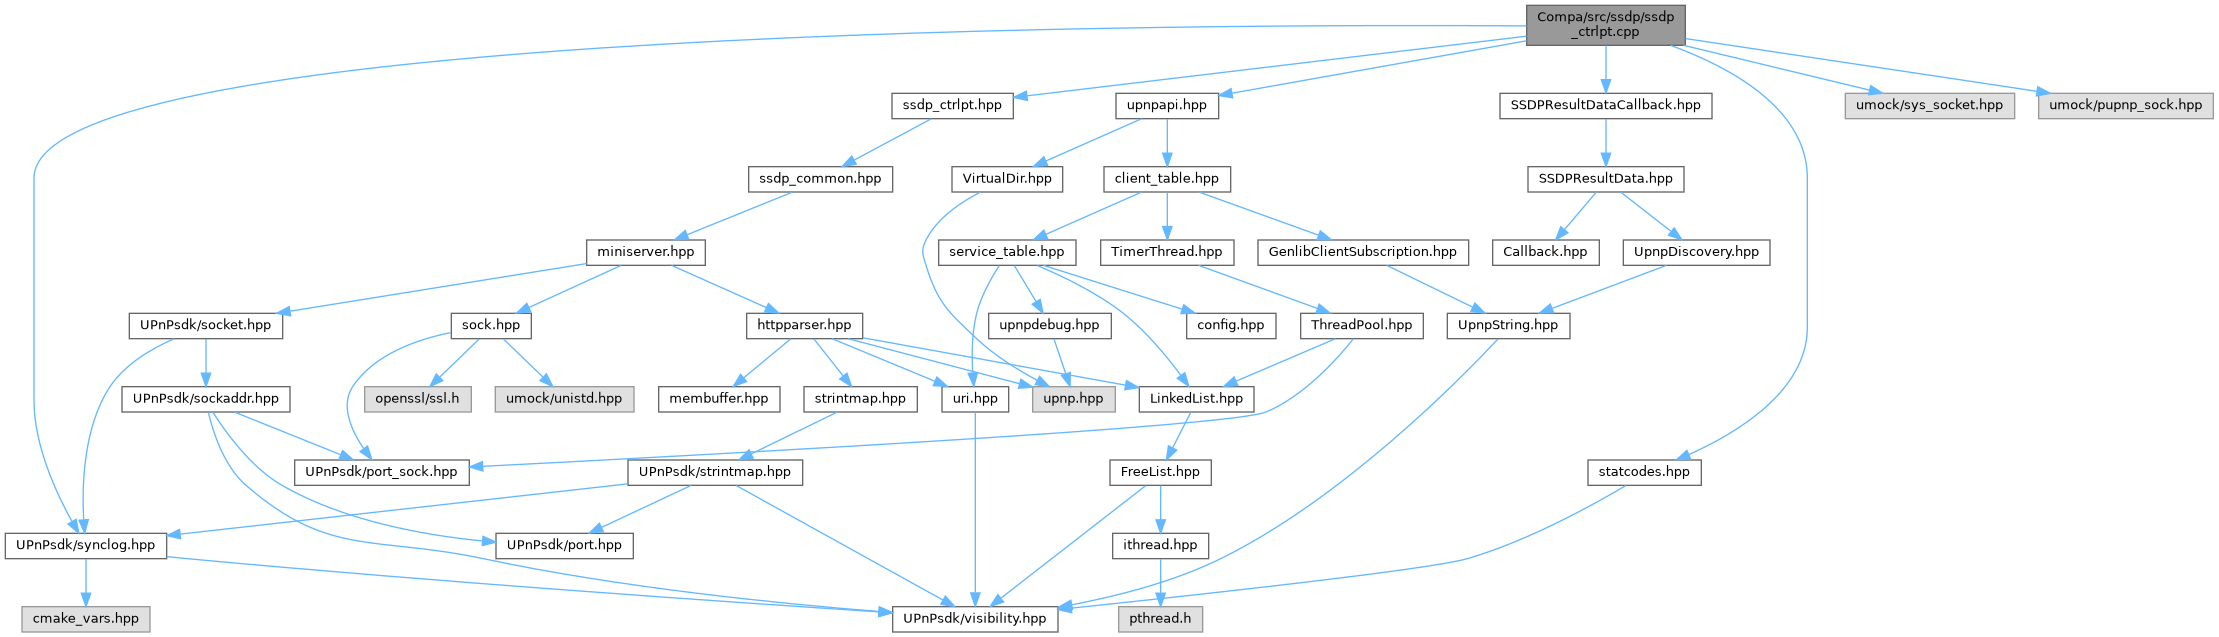 Compa/src/ssdp/ssdp
_ctrlpt.cpp
ssdp_ctrlpt.hpp
upnpapi.hpp
SSDPResultDataCallback.hpp
umock/sys_socket.hpp
umock/pupnp_sock.hpp
ssdp_common.hpp
VirtualDir.hpp
client_table.hpp
SSDPResultData.hpp
miniserver.hpp
service_table.hpp
TimerThread.hpp
GenlibClientSubscription.hpp
Callback.hpp
UpnpDiscovery.hpp
UPnPsdk/socket.hpp
sock.hpp
httpparser.hpp
upnpdebug.hpp
config.hpp
ThreadPool.hpp
UpnpString.hpp
UPnPsdk/sockaddr.hpp
openssl/ssl.h
umock/unistd.hpp
membuffer.hpp
strintmap.hpp
uri.hpp
upnp.hpp
LinkedList.hpp
UPnPsdk/port_sock.hpp
UPnPsdk/strintmap.hpp
FreeList.hpp
statcodes.hpp
UPnPsdk/synclog.hpp
UPnPsdk/port.hpp
ithread.hpp
cmake_vars.hpp
UPnPsdk/visibility.hpp
pthread.h